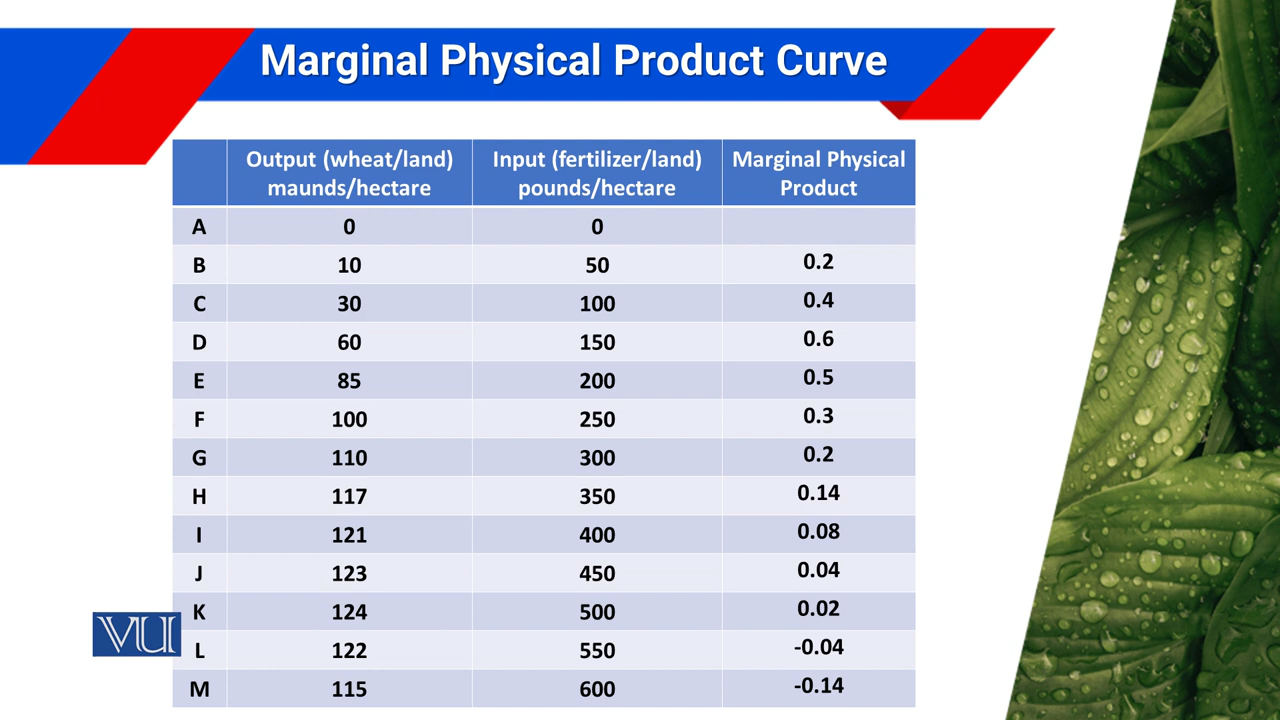 Marginal Physical Product Curve
Output (wheat/land) Input (fertilizer/land) Marginal Physical
maunds/hectare pounds/hectare Product
A 0 0
B 10 50 0.2
C 30 100 0.4
D 60 150 0.6
E 85 200 0.5
F 100 250 0.3
G 110 300 0.2
H 117 350 0.14
I 121 400 0.08
J 123 450 0.04
K 124 500 0.02
VU
L 122 550 -0.04
M 115 600 -0.14